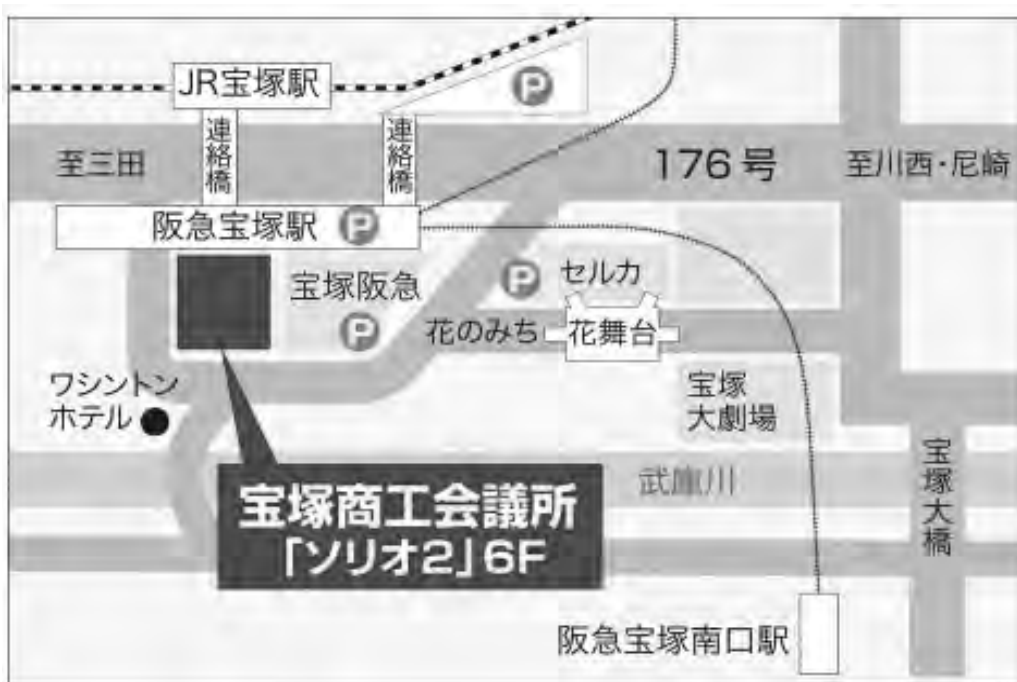 JR宝塚駅
P
連絡橋
連絡橋
至三田
176号
至川西・尼崎
阪急宝塚駅 P
宝塚阪急
P
P
セルカ
花のみち
花舞台
ワシントン
ホテル
宝塚
大劇場
宝塚商工会議所
「ソリオ2」6F
武庫川
宝塚大橋
阪急宝塚南口駅